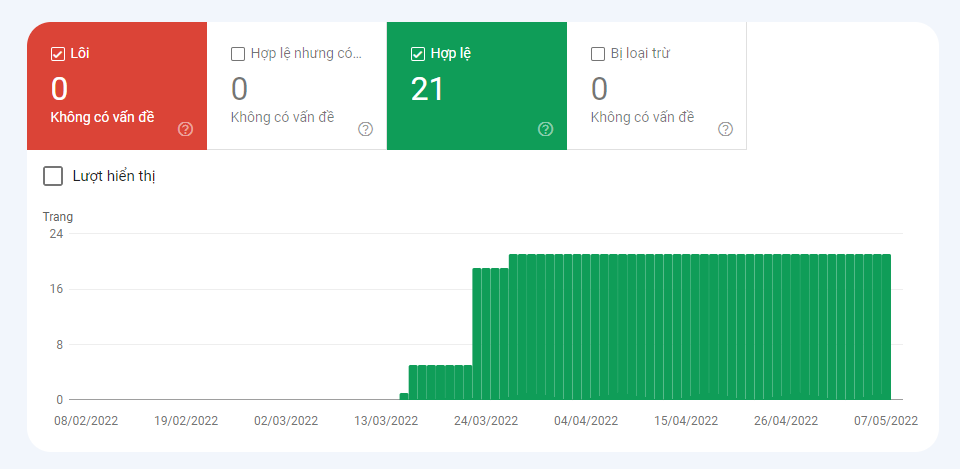 Lỗi
0
Không có vấn đề
Hợp lệ nhưng có...
0
Không có vấn đề
Hợp lệ
21
Bị loại trừ
0
Không có vấn đề
Lượt hiển thị
Trang
24
16
8
0
08/02/2022 19/02/2022 02/03/2022 13/03/2022 24/03/2022 04/04/2022 15/04/2022 26/04/2022 07/05/2022